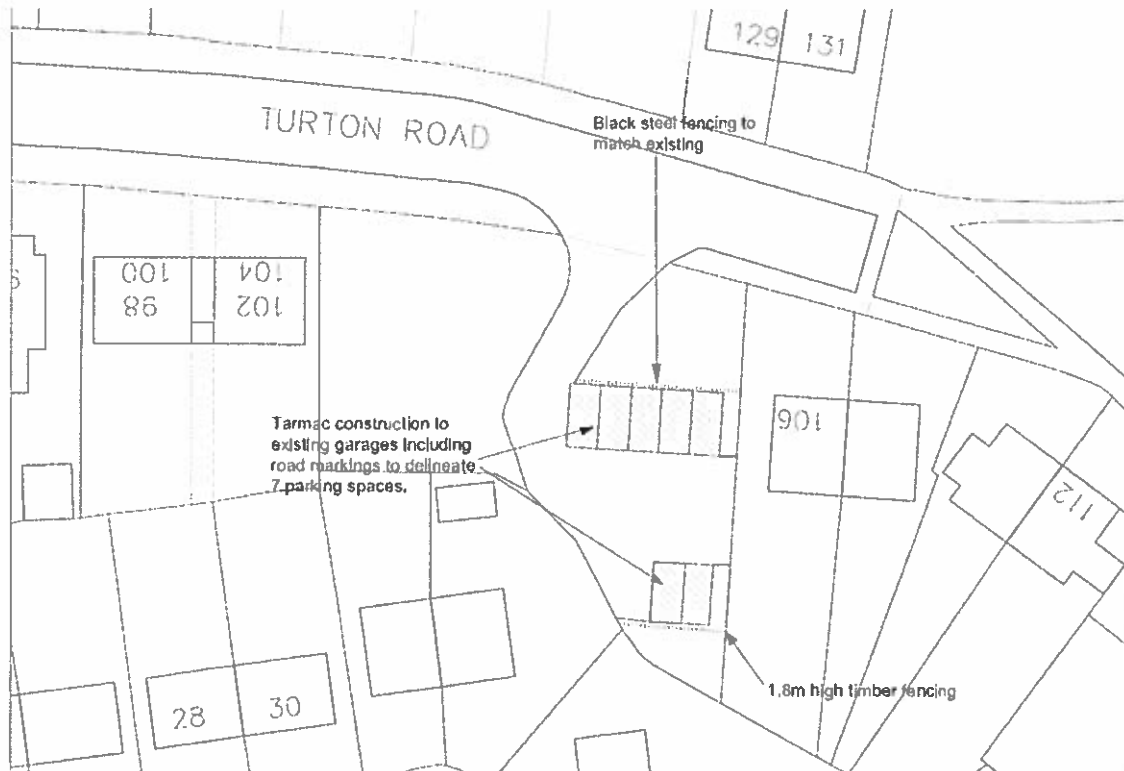 129 131
TURTON ROAD
Black steel fencing to
match existing
100 104
98 102
Tarmac construction to
existing garages including
road markings to delineate
7 parking spaces.
106
112
1.8m high timber fencing
28 30